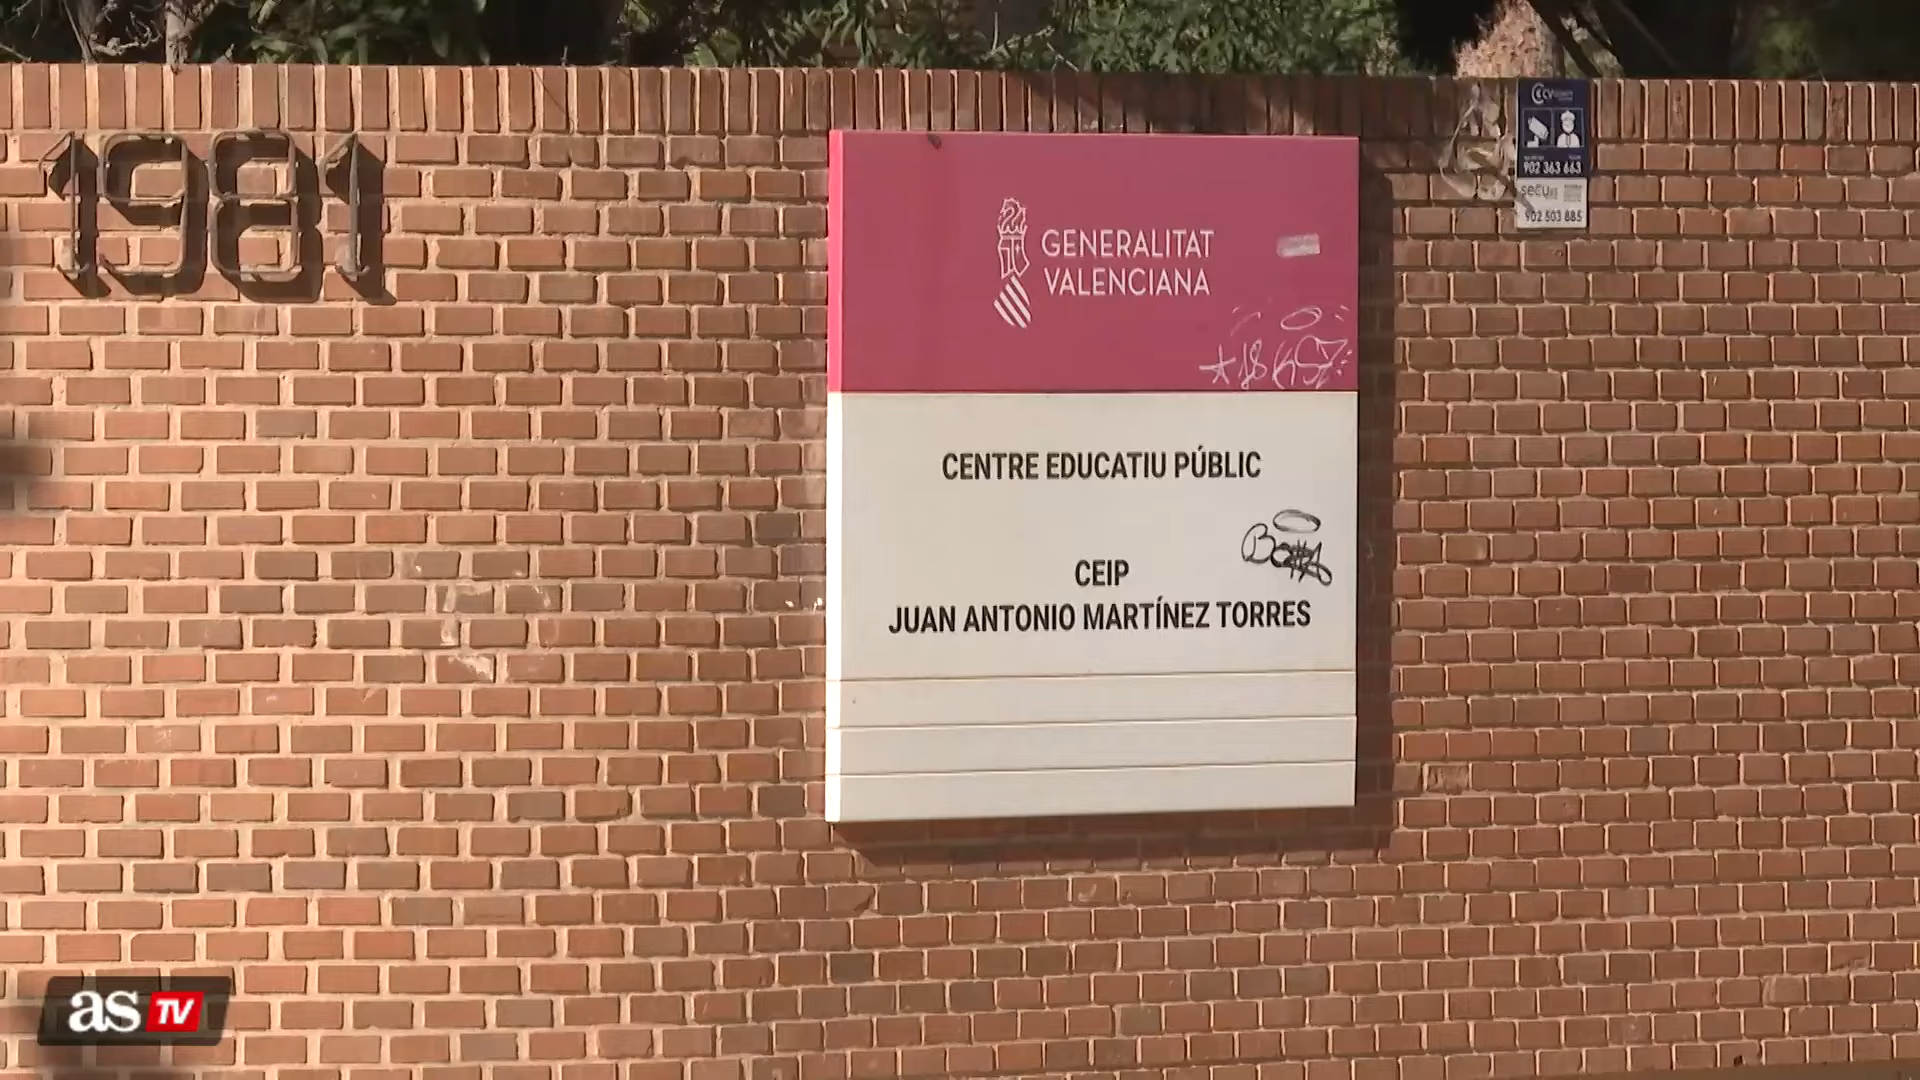 1981
GENERALITAT
VALENCIANA
CENTRE EDUCATIU PÚBLIC
CEIP
JUAN ANTONIO MARTÍNEZ TORRES
902 363 663
902 503 885
as TV